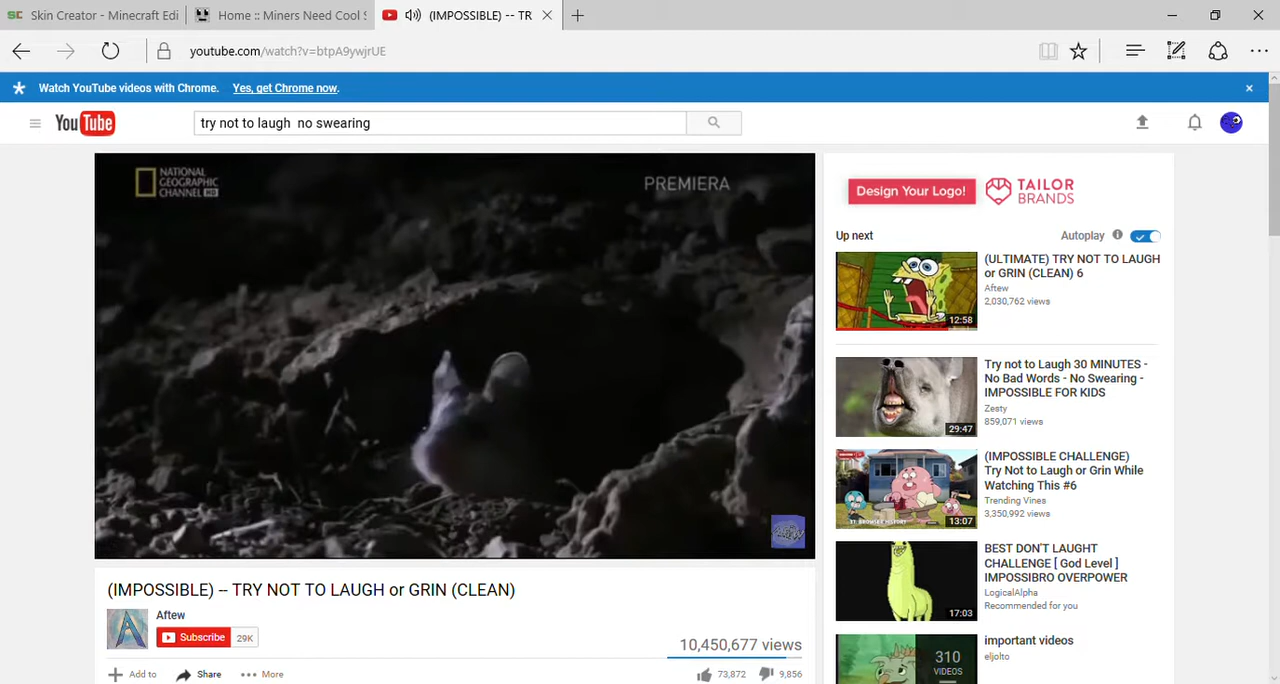 Skin Creator - Minecraft Edi
Home :: Miners Need Cool S
(IMPOSSIBLE) -- TR
youtube.com/watch?v=btpA9ywjrUE
Watch YouTube videos with Chrome. Yes, get Chrome now.
YouTube
try not to laugh  no swearing
NATIONAL
GEOGRAPHIC
CHANNEL HD
PREMIERA
Design Your Logo!
TAILOR
BRANDS
Up next
Autoplay
(ULTIMATE) TRY NOT TO LAUGH
or GRIN (CLEAN) 6
Aftew
2,030,762 views
12:58
Try not to Laugh 30 MINUTES -
No Bad Words - No Swearing -
IMPOSSIBLE FOR KIDS
Zesty
859,071 views
29:47
(IMPOSSIBLE CHALLENGE)
Try Not to Laugh or Grin While
Watching This #6
Trending Vines
3,350,992 views
13:07
BEST DON'T LAUGHT
CHALLENGE [ God Level ]
IMPOSSIBRO OVERPOWER
LogicalAlpha
Recommended for you
17:03
important videos
eljolto
310
VIDEOS
(IMPOSSIBLE) -- TRY NOT TO LAUGH or GRIN (CLEAN)
Aftew
Subscribe 29K
10,450,677 views
Add to
Share
More
73,872
9,856